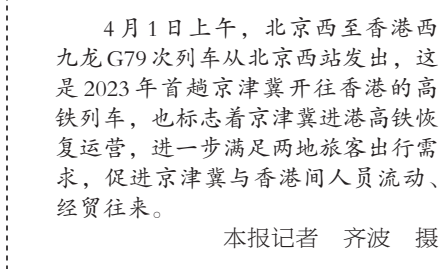 4月1日上午，北京西至香港西
九龙G79次列车从北京西站发出，这
是2023年首趟京津冀开往香港的高
铁列车，也标志着京津冀进港高铁恢
复运营，进一步满足两地旅客出行需
求，促进京津冀与香港间人员流动、
经贸往来。
本报记者 齐波 摄